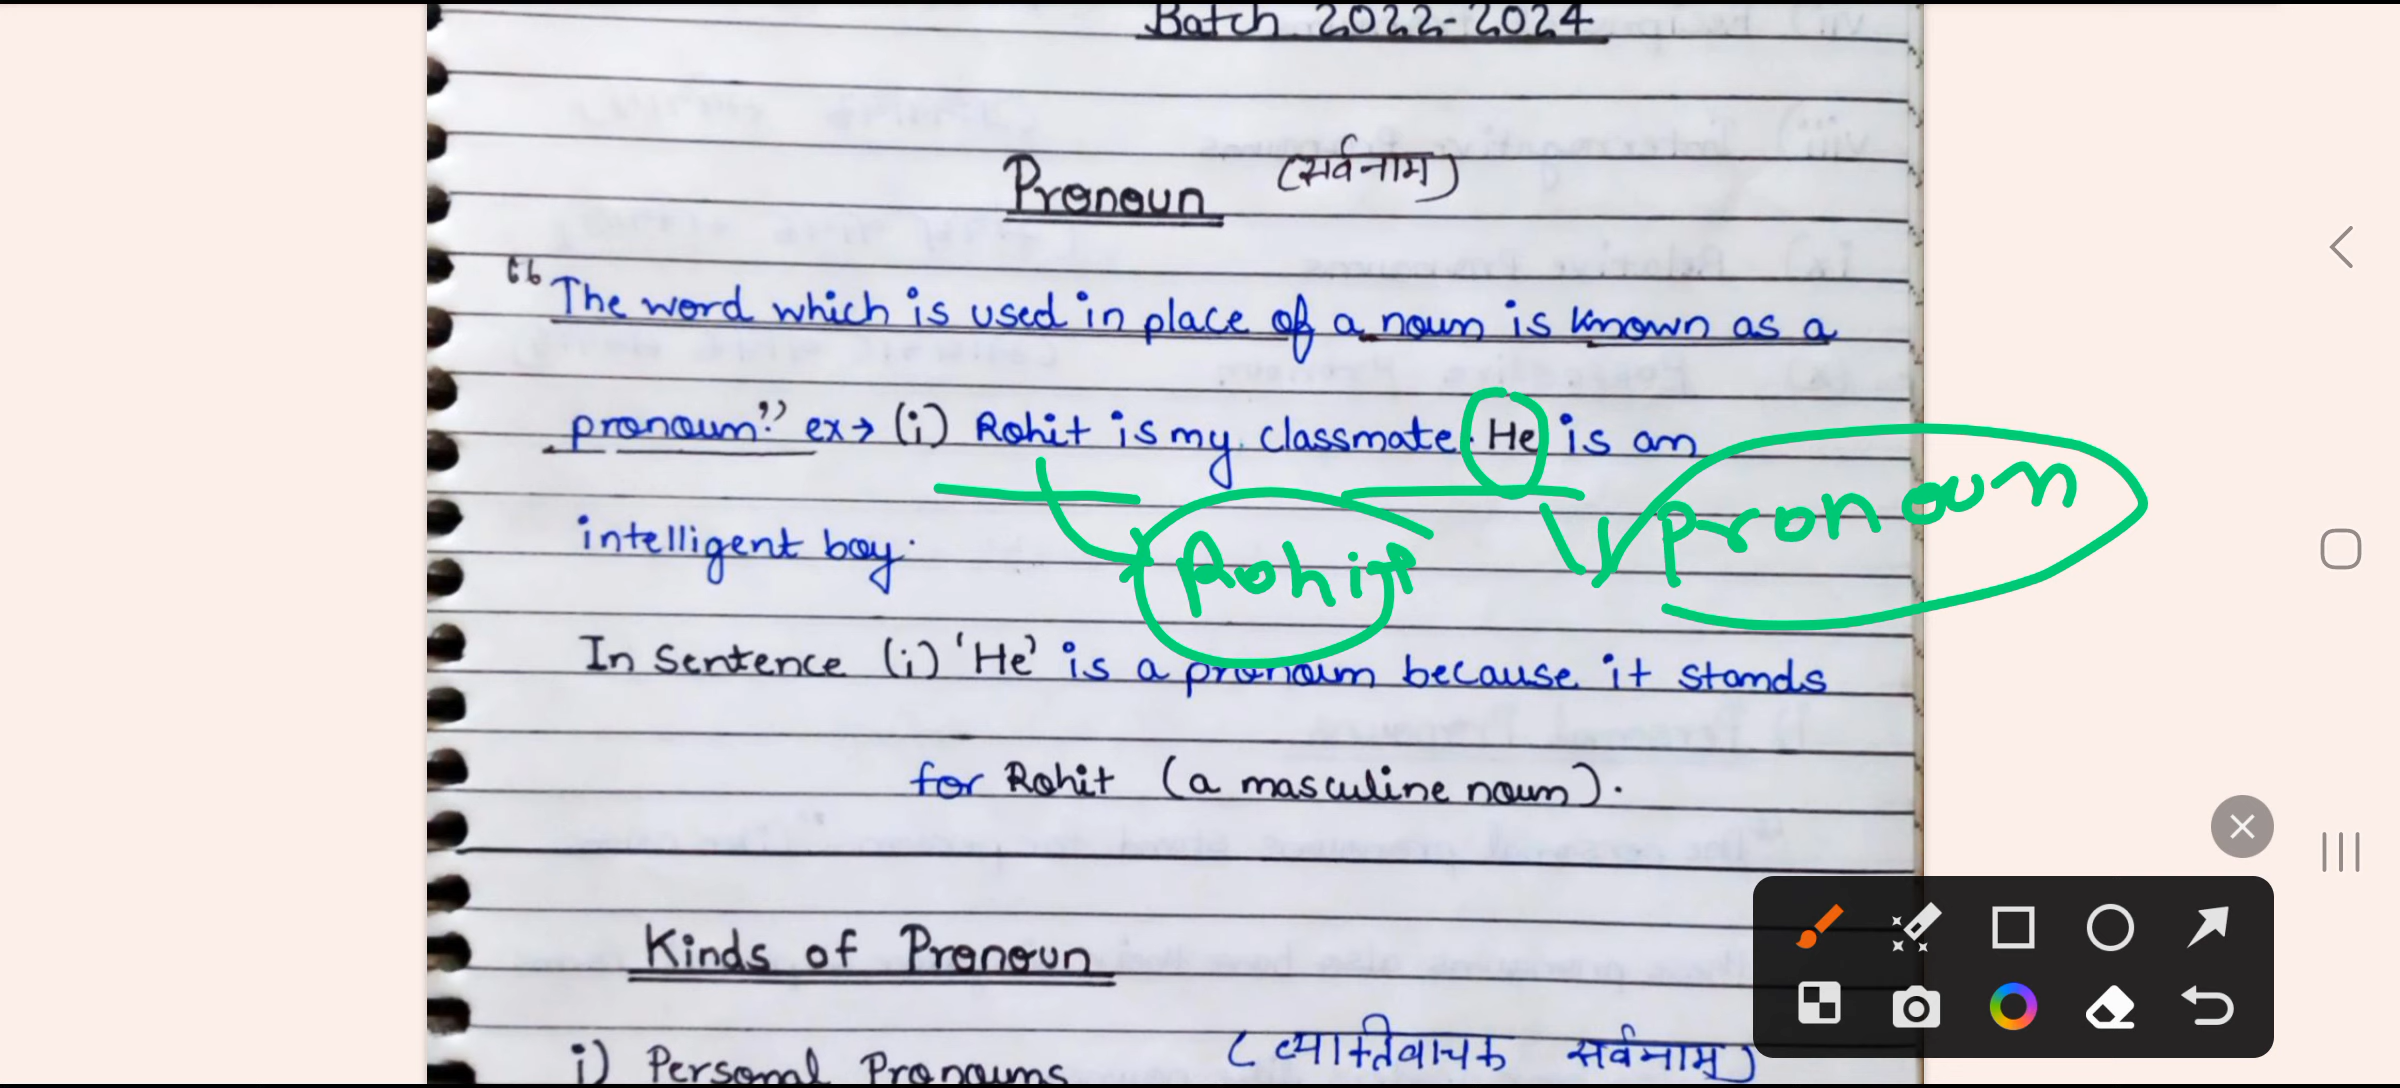 Batch 2022-2024
Pronoun (सर्वनाम)
“ The word which is used in place of a noun is known as a
pronoun.” ex→ (i) Rohit is my classmate. He is an
Pronoun
intelligent boy.
Rohit
In Sentence (i) ‘He’ is a pronoun because it stands
for Rohit (a masculine noun).
Kinds of Pronoun
i) Personal Pronouns (व्यक्तिवाचक सर्वनाम)